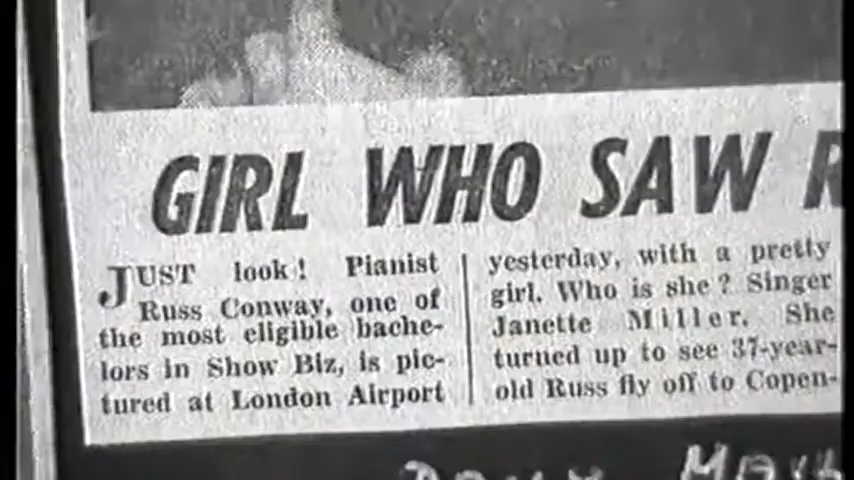 GIRL WHO SAW R
JUST look! Pianist
Russ Conway, one of
the most eligible bache-
lors in Show Biz, is pic-
tured at London Airport
yesterday, with a pretty
girl. Who is she? Singer
Janette Miller. She
turned up to see 37-year-
old Russ fly off to Copen-